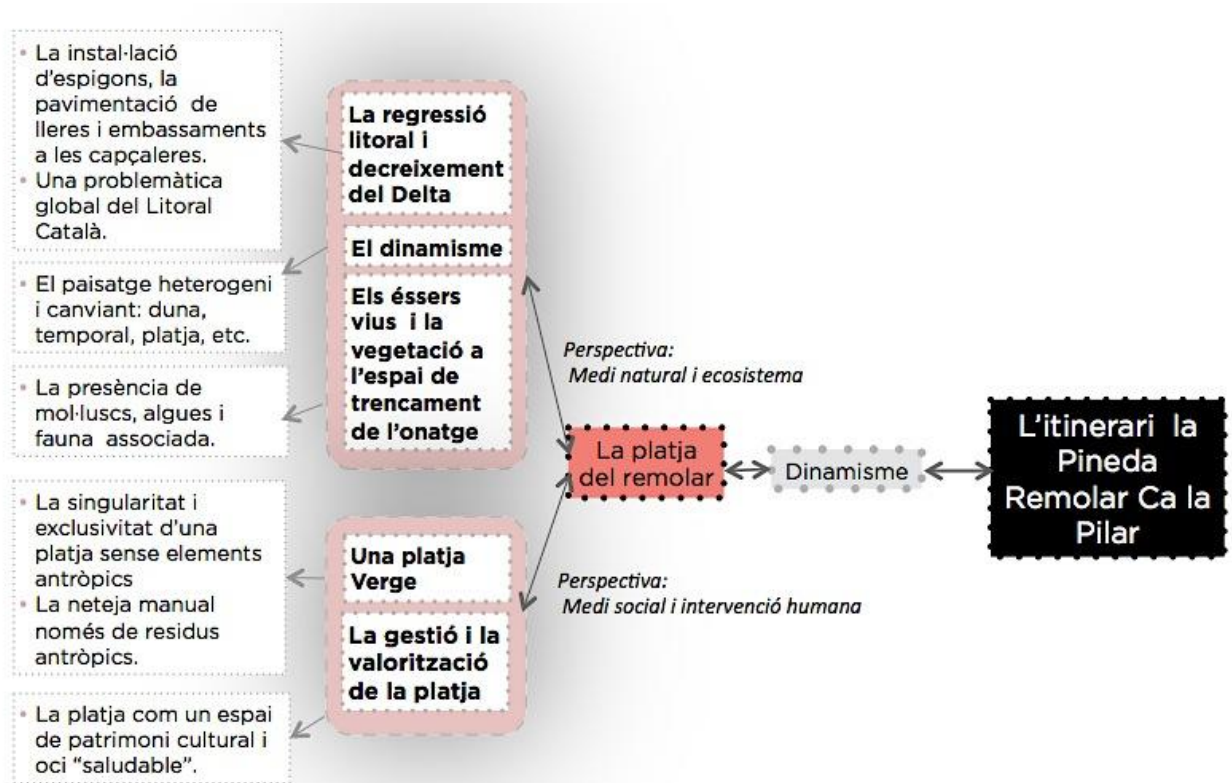 • La instal·lació
d'espigons, la
pavimentació de
lleres i embassaments
a les capçaleres.
• Una problemàtica
global del Litoral
Català.
• El paisatge heterogeni
i canviant: duna,
temporal, platja, etc.
• La presència de
mol·luscs, algues i
fauna associada.
• La singularitat i
exclusivitat d'una
platja sense elements
antròpics
• La neteja manual
només de residus
antròpics.
• La platja com un espai
de patrimoni cultural i
oci "saludable".
La regressió
litoral i
decreixement
del Delta
El dinamisme
Els éssers
vius i la
vegetació a
l'espai de
trencament
de l'onatge
Una platja
Verge
La gestió i la
valorització
de la platja
Perspectiva:
Medi natural i ecosistema
Perspectiva:
Medi social i intervenció humana
La platja
del remolar
Dinamisme
L'itinerari la
Pineda
Remolar Ca la
Pilar